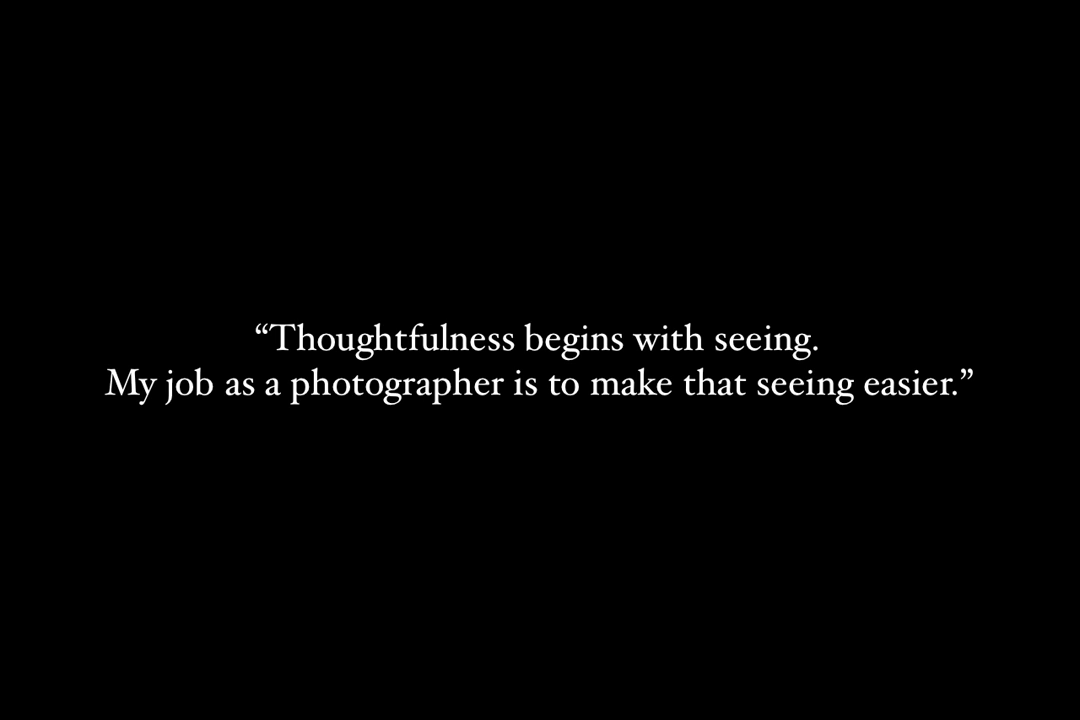 “Thoughtfulness begins with seeing.
My job as a photographer is to make that seeing easier.”